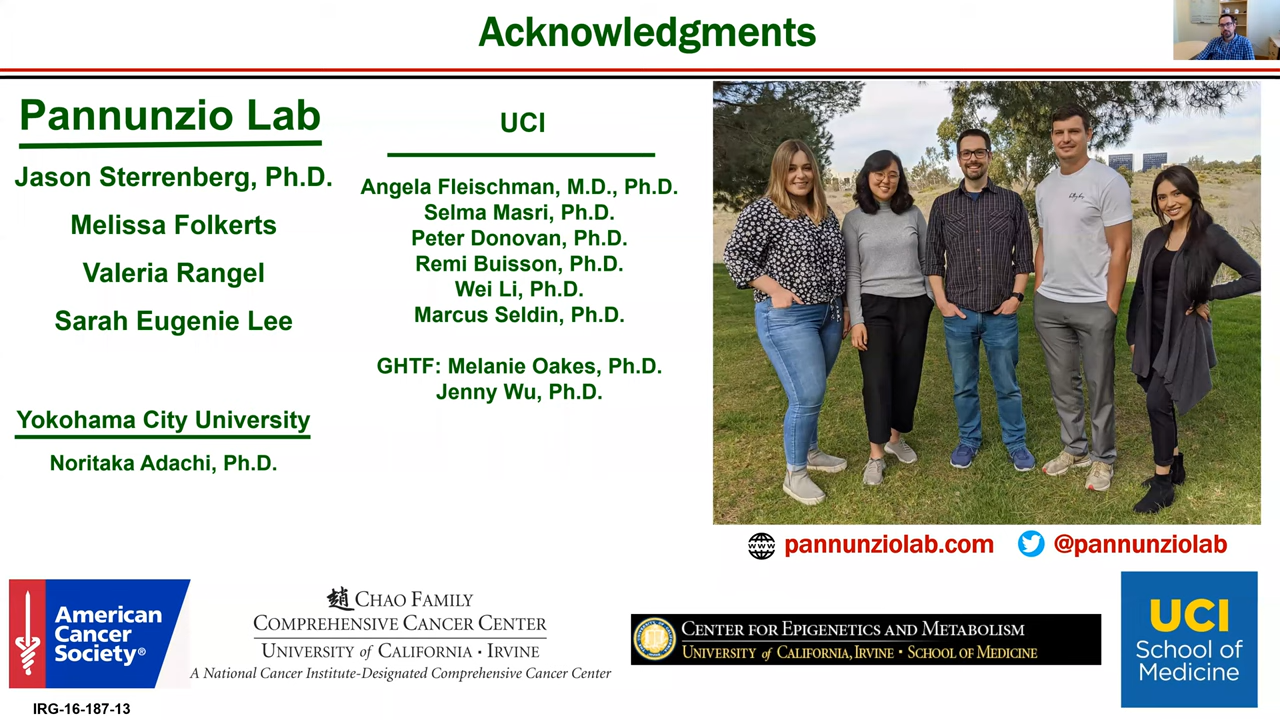 Acknowledgments
Pannunzio Lab
Jason Sterrenberg, Ph.D.
Melissa Folkerts
Valeria Rangel
Sarah Eugenie Lee
Yokohama City University
Noritaka Adachi, Ph.D.
UCI
Angela Fleischman, M.D., Ph.D.
Selma Masri, Ph.D.
Peter Donovan, Ph.D.
Remi Buisson, Ph.D.
Wei Li, Ph.D.
Marcus Seldin, Ph.D.
GHTF: Melanie Oakes, Ph.D.
Jenny Wu, Ph.D.
www pannunziolab.com
@pannunziolab
American
Cancer
Society®
IRG-16-187-13
趙 CHAO FAMILY
COMPREHENSIVE CANCER CENTER
UNIVERSITY of CALIFORNIA • IRVINE
A National Cancer Institute-Designated Comprehensive Cancer Center
CENTER FOR EPIGENETICS AND METABOLISM
UNIVERSITY of CALIFORNIA, IRVINE • SCHOOL OF MEDICINE
UCI
School of
Medicine